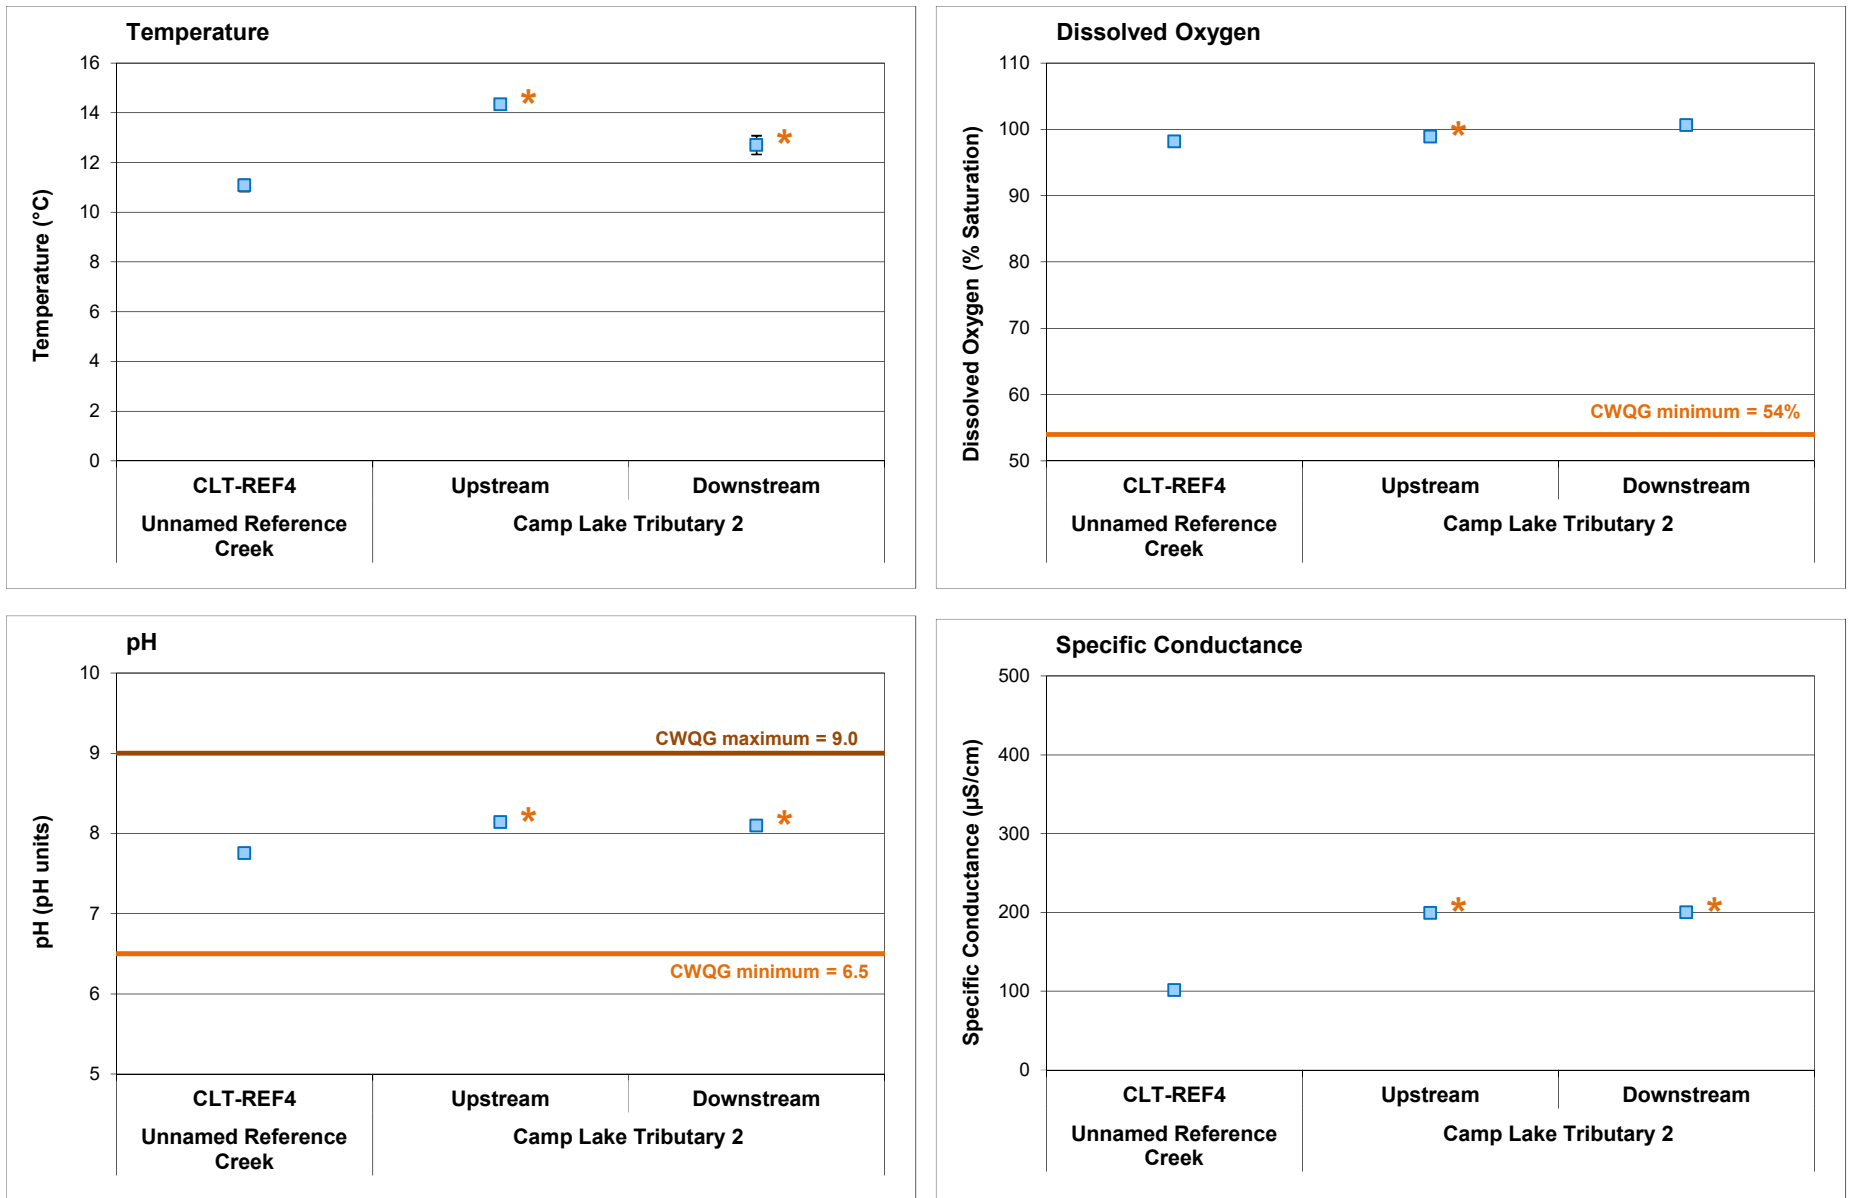 Temperature
Temperature (°C)
16
14
12
10
8
6
4
2
0
*
*
CLT-REF4
Upstream
Downstream
Unnamed Reference
Creek
Camp Lake Tributary 2
Dissolved Oxygen
Dissolved Oxygen (% Saturation)
110
100
90
80
70
60
50
*
CWQG minimum = 54%
CLT-REF4
Upstream
Downstream
Unnamed Reference
Creek
Camp Lake Tributary 2
pH
pH (pH units)
10
9
8
7
6
5
CWQG maximum = 9.0
*
*
CWQG minimum = 6.5
CLT-REF4
Upstream
Downstream
Unnamed Reference
Creek
Camp Lake Tributary 2
Specific Conductance
Specific Conductance (µS/cm)
500
400
300
200
100
0
*
*
CLT-REF4
Upstream
Downstream
Unnamed Reference
Creek
Camp Lake Tributary 2